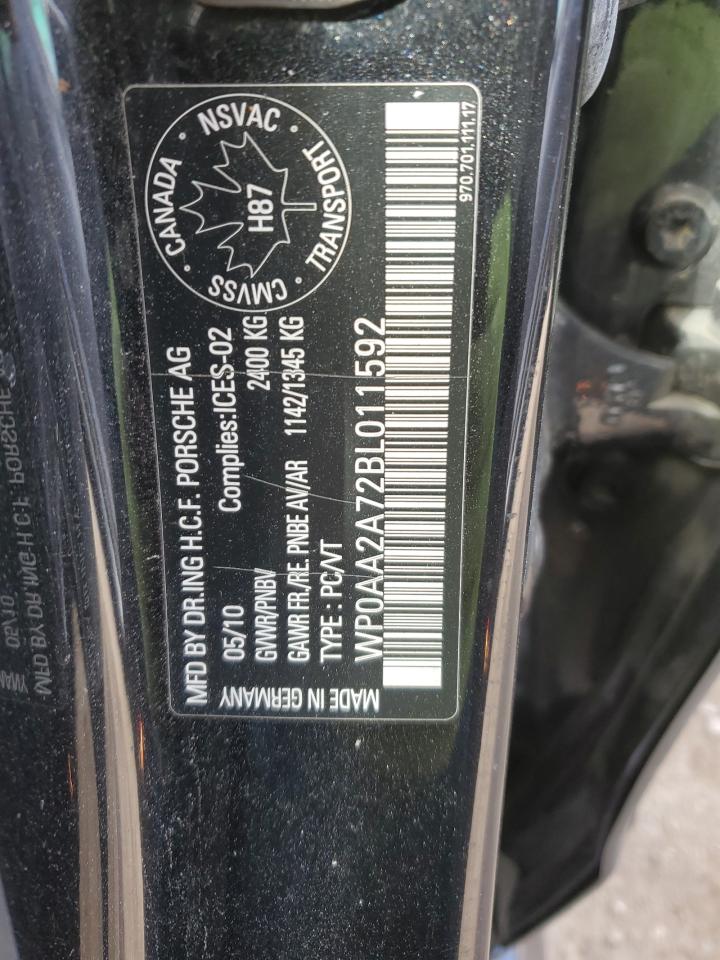 MFD BY DR.ING H.C.F. PORSCHE AG
05/10 Complies:ICES-02
GWWR/PNBV 2400 KG
GAWR FR./RE. PNBE AV/AR 1142/1345 KG
TYPE : PC/VT
WP0AA2A72BL011592
MADE IN GERMANY
CANADA · NSVAC · TRANSPORT · CMVSS ·
H87
970.701.111.17